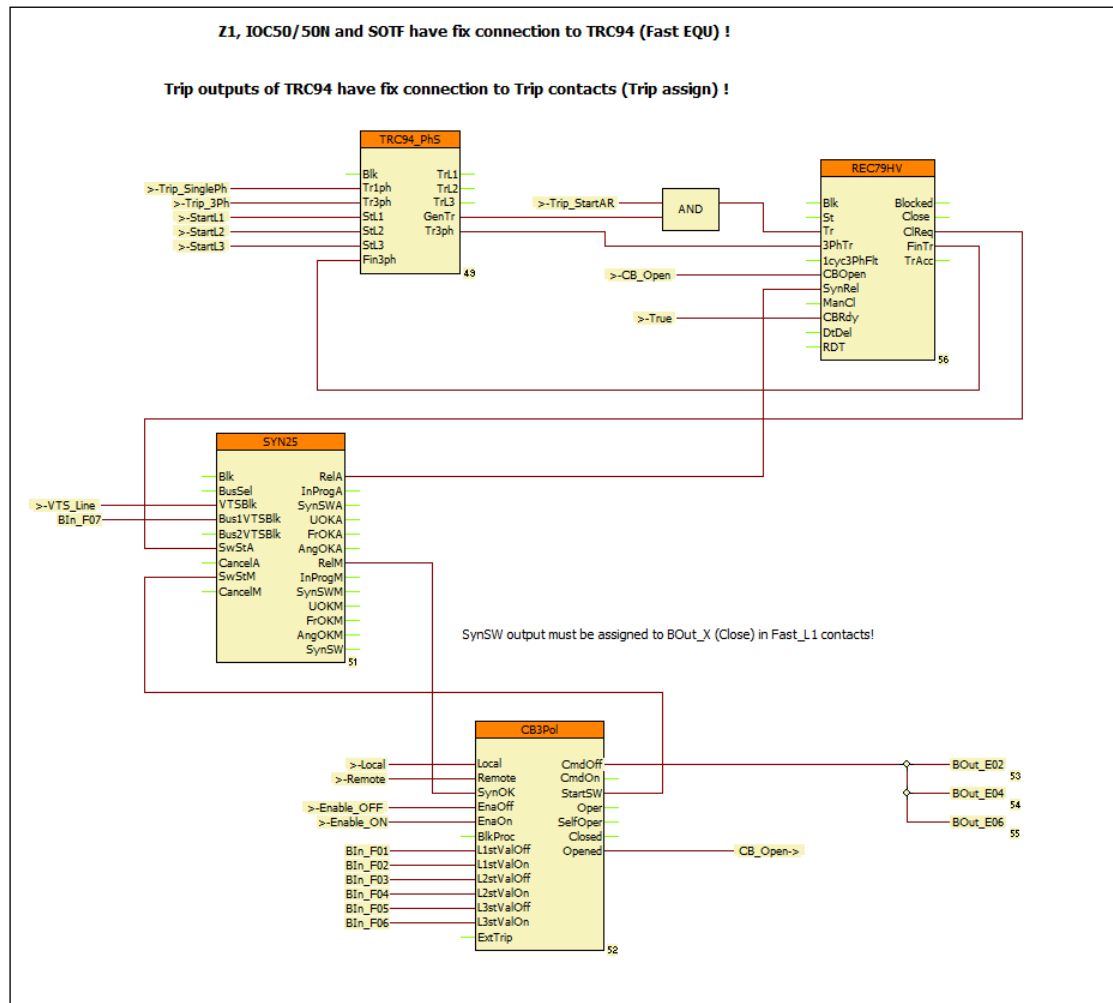 Z1, IOC50/50N and SOTF have fix connection to TRC94 (Fast EQU) !
Trip outputs of TRC94 have fix connection to Trip contacts (Trip assign) !
TRC94_PhS
Blk
Tr1ph
Tr3ph
StL1
StL2
StL3
Fin3ph
TrL1
TrL2
TrL3
GenTr
Tr3ph
49
>-Trip_SinglePh
>-Trip_3Ph
>-StartL1
>-StartL2
>-StartL3
>-Trip_StartAR
AND
REC79HV
Blk
St
Tr
3PhTr
1cyc3PhFlt
CBOpen
SynRel
ManCl
CBRdy
DtDel
RDT
Blocked
Close
ClReq
FinTr
TrAcc
56
>-CB_Open
>-True
SYN25
Blk
BusSel
VTSBlk
Bus1VTSBlk
Bus2VTSBlk
SwStA
CancelA
SwStM
CancelM
RelA
InProgA
SynSWA
UOKA
FrOKA
AngOKA
RelM
InProgM
SynSWM
UOKM
FrOKM
AngOKM
SynSW
51
>-VTS_Line
BIn_F07
SynSW output must be assigned to BOut_X (Close) in Fast_L1 contacts!
CB3Pol
Local
Remote
SynOK
EnaOff
EnaOn
BlkProc
L1stValOff
L1stValOn
L2stValOff
L2stValOn
L3stValOff
L3stValOn
ExtTrip
CmdOff
CmdOn
StartSW
Oper
SelfOper
Closed
Opened
52
>-Local
>-Remote
>-Enable_OFF
>-Enable_ON
BIn_F01
BIn_F02
BIn_F03
BIn_F04
BIn_F05
BIn_F06
BOut_E02
53
BOut_E04
54
BOut_E06
55
CB_Open->